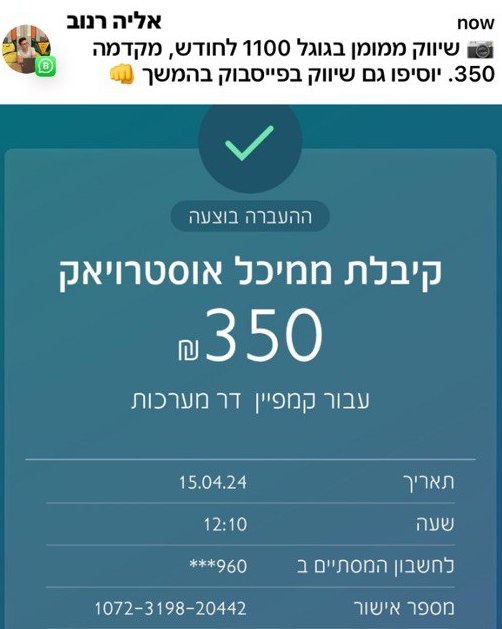 אליה רנוב
now
📷 שיווק ממומן בגוגל 1100 לחודש, מקדמה
350. יוסיפו גם שיווק בפייסבוק בהמשך 👊
ההעברה בוצעה
קיבלת ממיכל אוסטרויאק
350 ₪
עבור קמפיין דר מערכות
תאריך 15.04.24
שעה 12:10
לחשבון המסתיים ב 960***
מספר אישור 1072-3198-20442